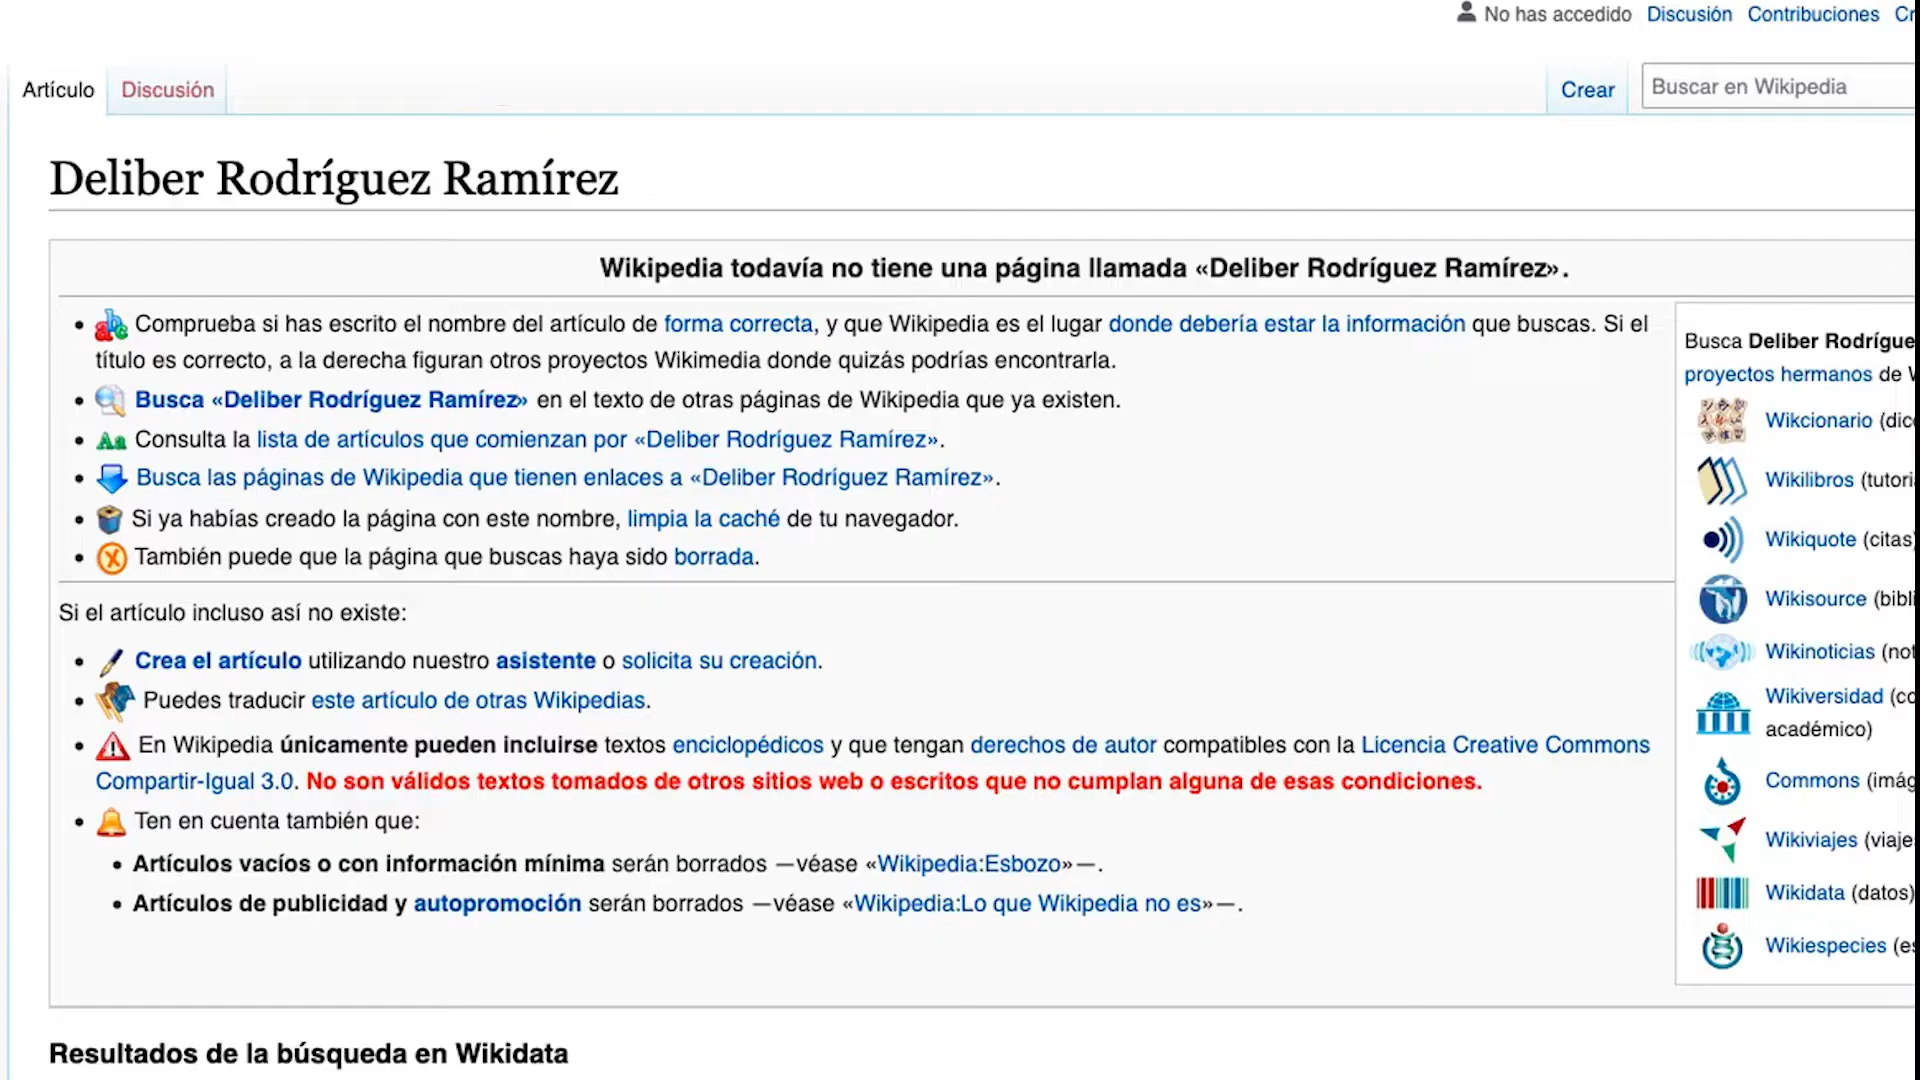 No has accedido Discusión Contribuciones
Artículo Discusión Crear Buscar en Wikipedia
Deliber Rodríguez Ramírez
Wikipedia todavía no tiene una página llamada «Deliber Rodríguez Ramírez».
Comprueba si has escrito el nombre del artículo de forma correcta, y que Wikipedia es el lugar donde debería estar la información que buscas. Si el
título es correcto, a la derecha figuran otros proyectos Wikimedia donde quizás podrías encontrarla.
Busca «Deliber Rodríguez Ramírez» en el texto de otras páginas de Wikipedia que ya existen.
Consulta la lista de artículos que comienzan por «Deliber Rodríguez Ramírez».
Busca las páginas de Wikipedia que tienen enlaces a «Deliber Rodríguez Ramírez».
Si ya habías creado la página con este nombre, limpia la caché de tu navegador.
También puede que la página que buscas haya sido borrada.
Si el artículo incluso así no existe:
Crea el artículo utilizando nuestro asistente o solicita su creación.
Puedes traducir este artículo de otras Wikipedias.
En Wikipedia únicamente pueden incluirse textos enciclopédicos y que tengan derechos de autor compatibles con la Licencia Creative Commons
Compartir-Igual 3.0. No son válidos textos tomados de otros sitios web o escritos que no cumplan alguna de esas condiciones.
Ten en cuenta también que:
Artículos vacíos o con información mínima serán borrados —véase «Wikipedia:Esbozo»—.
Artículos de publicidad y autopromoción serán borrados —véase «Wikipedia:Lo que Wikipedia no es»—.
Busca Deliber Rodrígue
proyectos hermanos de
Wikcionario (dic
Wikilibros (tutori
Wikiquote (citas)
Wikisource (bibli
Wikinoticias (not
Wikiversidad (co
académico)
Commons (imág
Wikiviajes (viaje
Wikidata (datos)
Wikiespecies (es
Resultados de la búsqueda en Wikidata